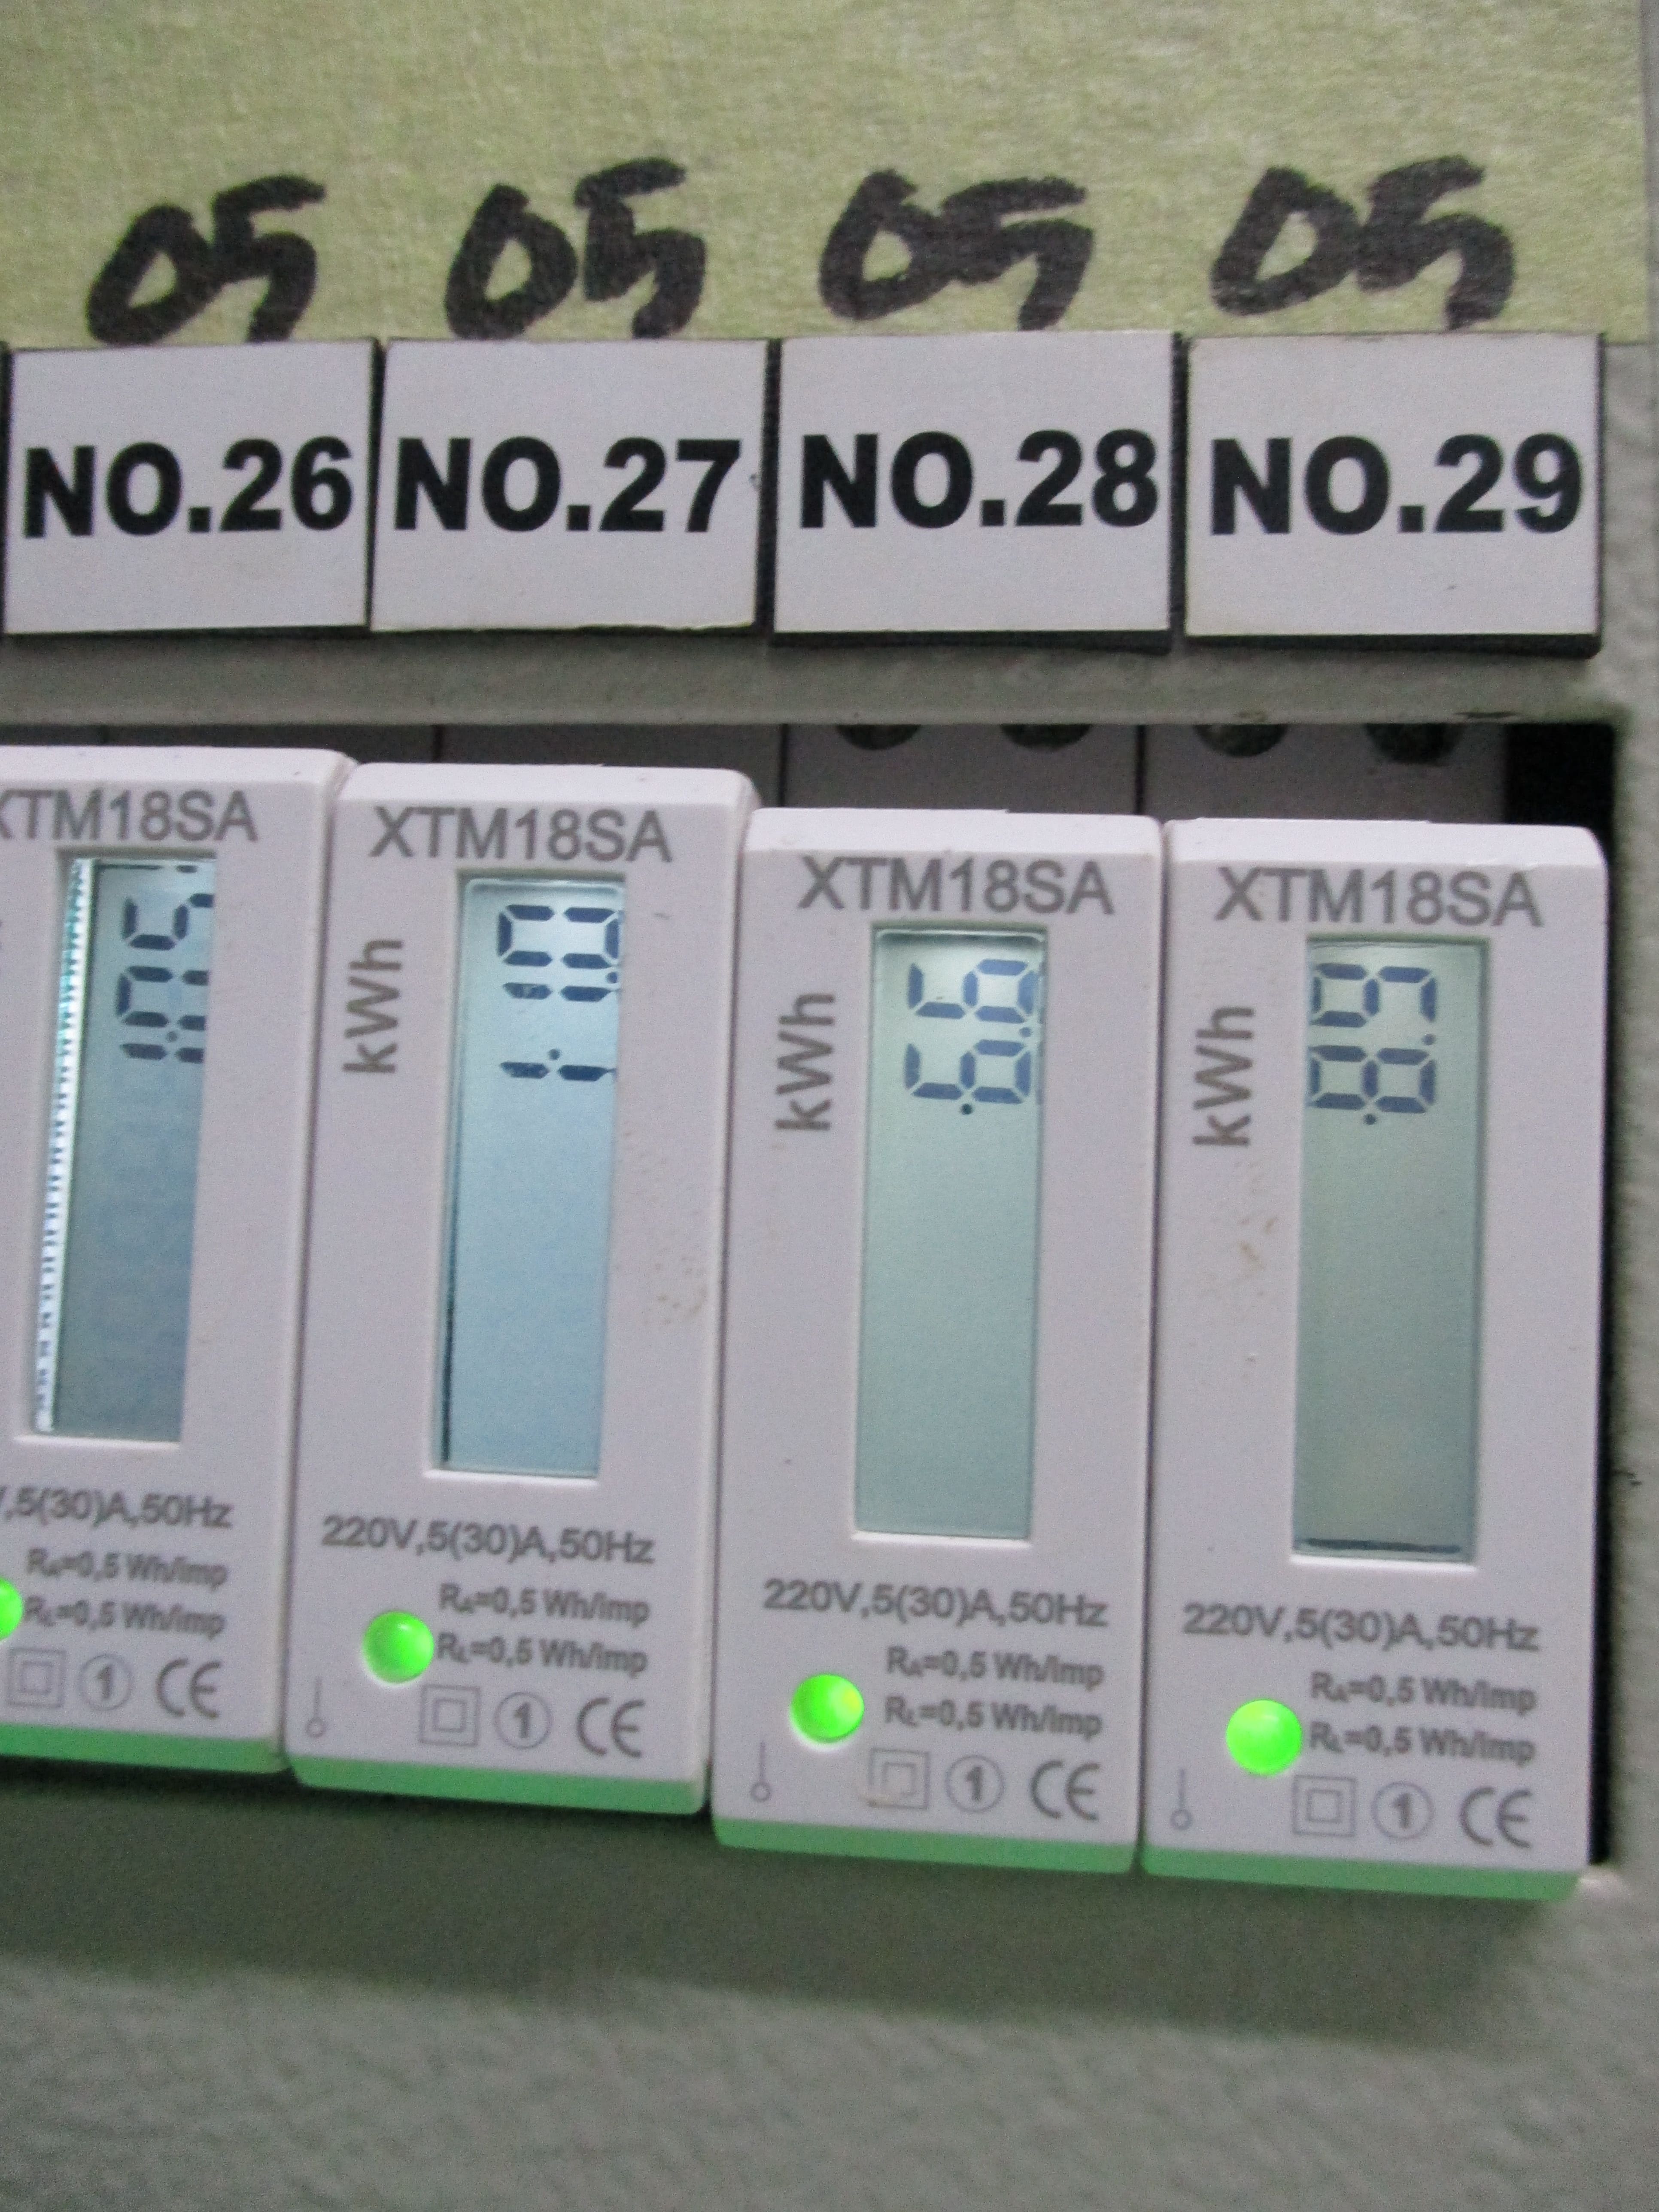 05 05 05 05
NO.26 NO.27 NO.28 NO.29
XTM18SA
,5(30)A,50Hz
RA=0,5 Wh/imp
RL=0,5 Wh/imp
1 CE
XTM18SA
kWh
220V,5(30)A,50Hz
RA=0,5 Wh/imp
RL=0,5 Wh/imp
1 CE
XTM18SA
kWh
220V,5(30)A,50Hz
RA=0,5 Wh/imp
RL=0,5 Wh/imp
1 CE
XTM18SA
kWh
220V,5(30)A,50Hz
RA=0,5 Wh/imp
RL=0,5 Wh/imp
1 CE